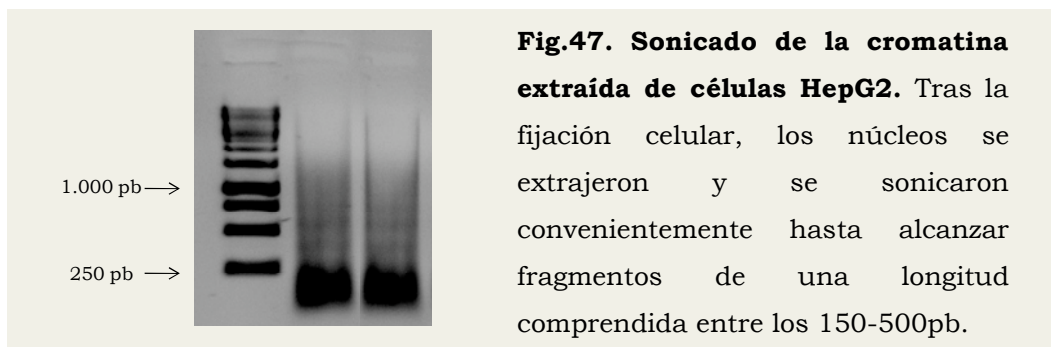 1.000 pb
250 pb
Fig.47. Sonicado de la cromatina
extraída de células HepG2. Tras la
fijación celular, los núcleos se
extrajeron y se sonicaron
convenientemente hasta alcanzar
fragmentos de una longitud
comprendida entre los 150-500pb.